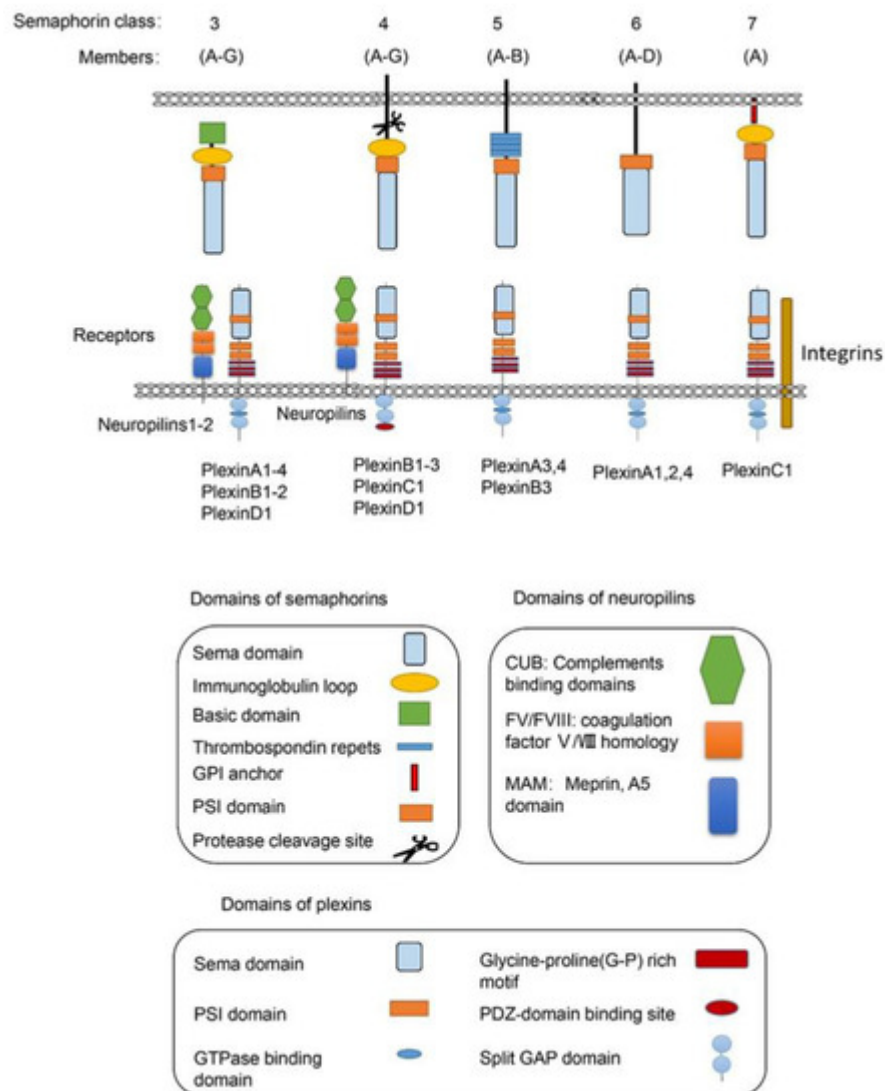 Semaphorin class: 3 4 5 6 7
Members: (A-G) (A-G) (A-B) (A-D) (A)
Receptors
Integrins
Neuropilins1-2
Neuropilins
PlexinA1-4
PlexinB1-2
PlexinD1
PlexinB1-3
PlexinC1
PlexinD1
PlexinA3,4
PlexinB3
PlexinA1,2,4
PlexinC1
Domains of semaphorins
Sema domain
Immunoglobulin loop
Basic domain
Thrombospondin repets
GPI anchor
PSI domain
Protease cleavage site
Domains of neuropilins
CUB: Complements
binding domains
FV/FVIII: coagulation
factor Ⅴ/Ⅷ homology
MAM: Meprin, A5
domain
Domains of plexins
Sema domain
PSI domain
GTPase binding
domain
Glycine-proline(G-P) rich
motif
PDZ-domain binding site
Split GAP domain